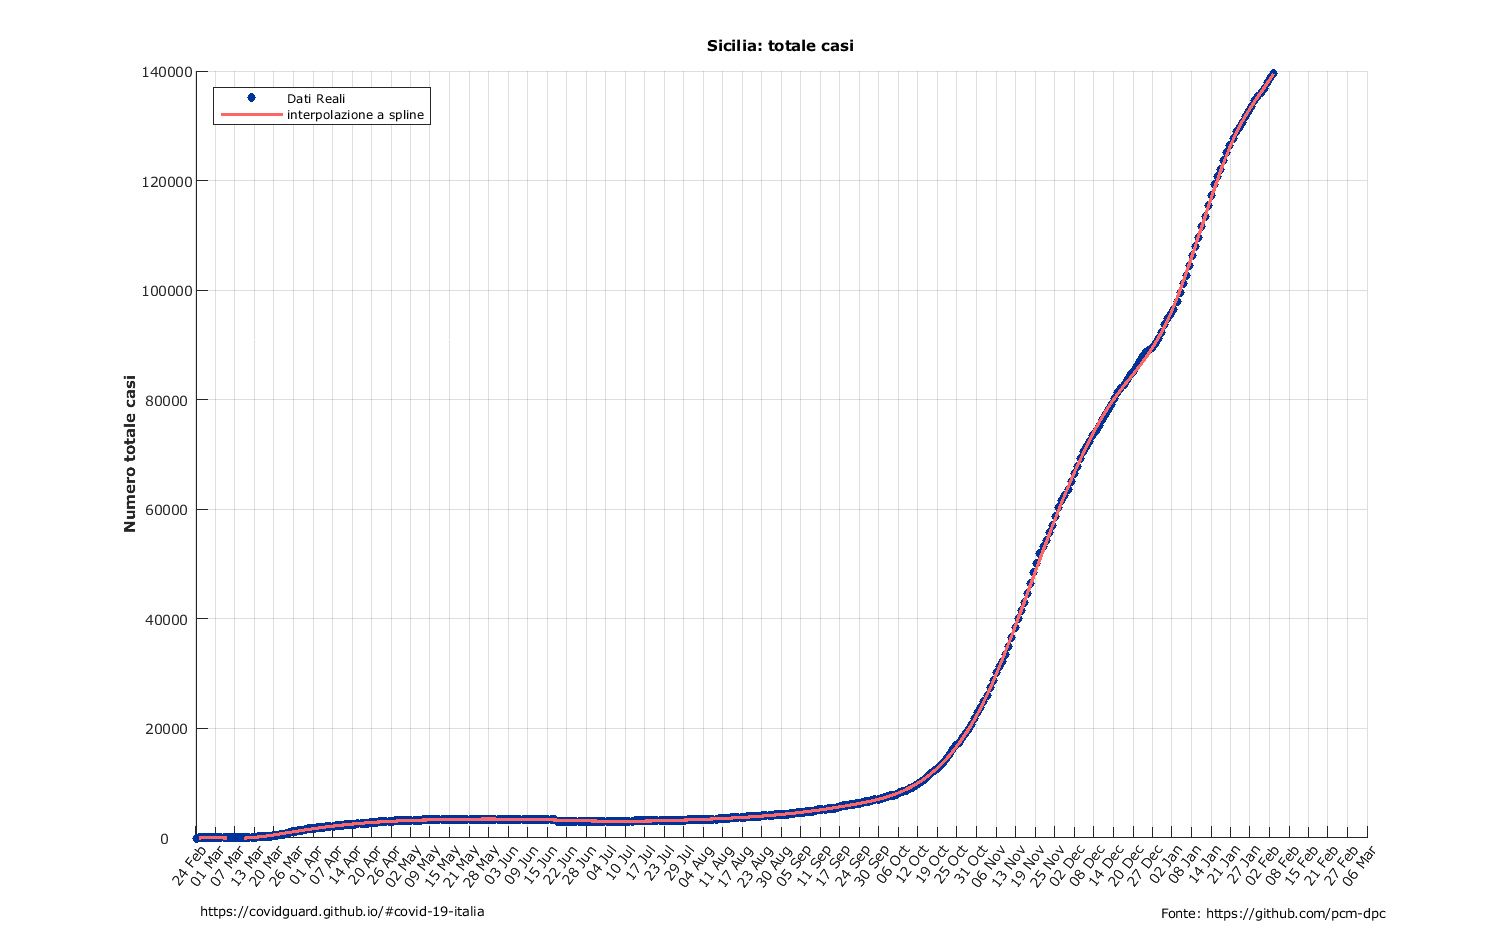 Sicilia: totale casi
Dati Reali
interpolazione a spline
Numero totale casi
140000
120000
100000
80000
60000
40000
20000
0
24 Feb
01 Mar
07 Mar
13 Mar
20 Mar
26 Mar
01 Apr
07 Apr
14 Apr
20 Apr
26 Apr
02 May
09 May
15 May
21 May
28 May
03 Jun
09 Jun
15 Jun
22 Jun
28 Jun
04 Jul
10 Jul
17 Jul
23 Jul
29 Jul
04 Aug
11 Aug
17 Aug
23 Aug
30 Aug
05 Sep
11 Sep
17 Sep
24 Sep
30 Sep
06 Oct
12 Oct
19 Oct
25 Oct
31 Oct
06 Nov
13 Nov
19 Nov
25 Nov
02 Dec
08 Dec
14 Dec
20 Dec
27 Dec
02 Jan
08 Jan
14 Jan
21 Jan
27 Jan
02 Feb
08 Feb
15 Feb
21 Feb
27 Feb
06 Mar
https://covidguard.github.io/#covid-19-italia
Fonte: https://github.com/pcm-dpc